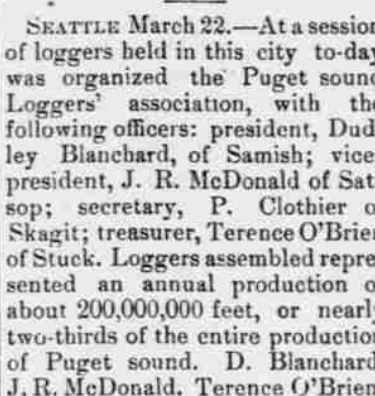 SEATTLE March 22.—At a session
of loggers held in this city to-day
was organized the Puget sound
Loggers' association, with the
following officers: president, Dud-
ley Blanchard, of Samish; vice-
president, J. R. McDonald of Sat-
sop; secretary, P. Clothier o
Skagit; treasurer, Terence O'Brien
of Stuck. Loggers assembled repre-
sented an annual production o
about 200,000,000 feet, or nearly
two-thirds of the entire production
of Puget sound. D. Blanchard
J. R. McDonald, Terence O'Brien